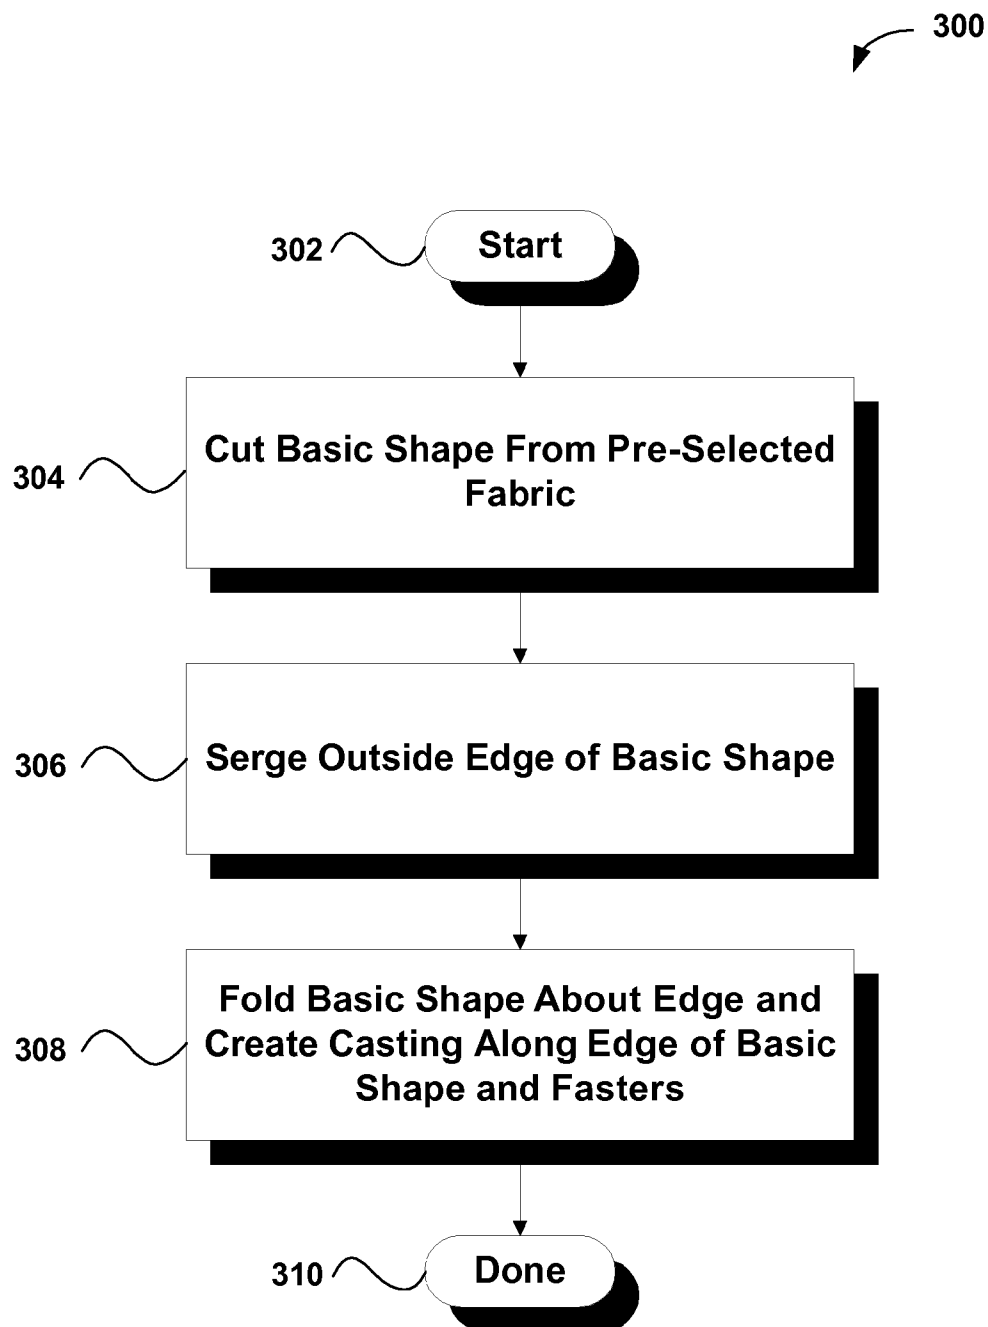 300
302
Start
304
Cut Basic Shape From Pre-Selected
Fabric
306
Serge Outside Edge of Basic Shape
308
Fold Basic Shape About Edge and
Create Casting Along Edge of Basic
Shape and Fasters
310
Done